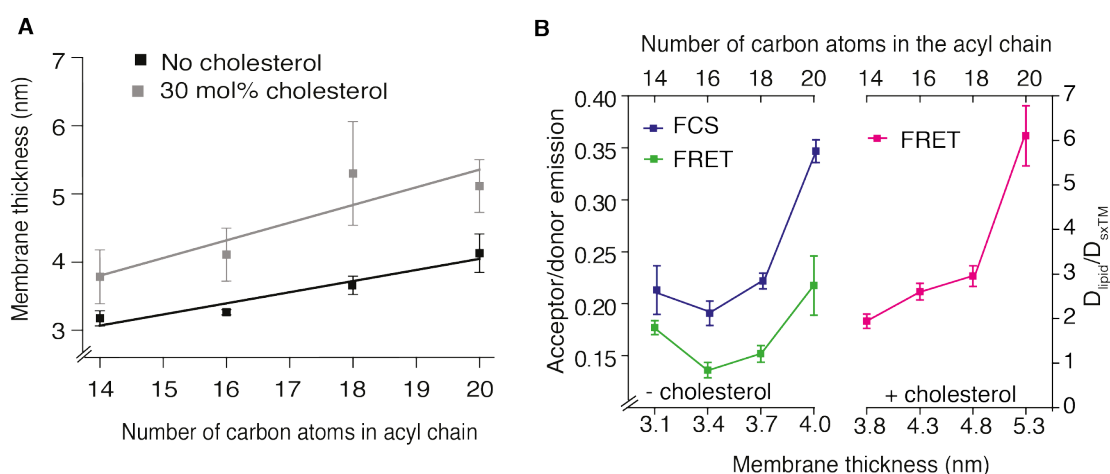 A
No cholesterol
30 mol% cholesterol
Membrane thickness (nm)
7
6
5
4
3
14 15 16 17 18 19 20
Number of carbon atoms in acyl chain
B
Number of carbon atoms in the acyl chain
14 16 18 20 14 16 18 20
Acceptor/donor emission
0.40
0.35
0.30
0.25
0.20
0.15
FCS
FRET
FRET
- cholesterol
+ cholesterol
7
6
5
4
3
2
1
0
Dlipid/DsxTM
3.1 3.4 3.7 4.0 3.8 4.3 4.8 5.3
Membrane thickness (nm)